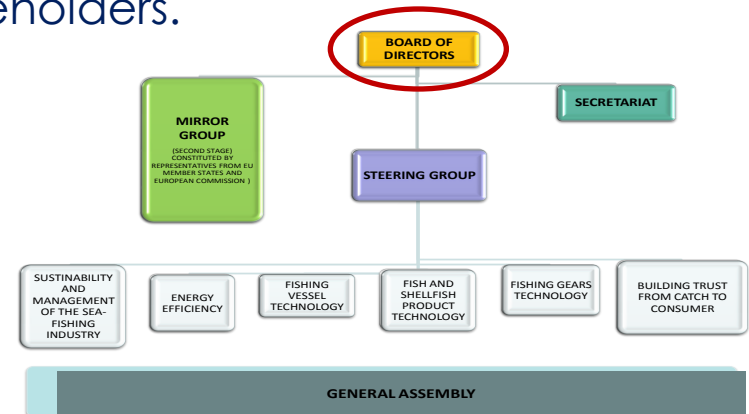 eholders.
BOARD OF
DIRECTORS
SECRETARIAT
MIRROR
GROUP
(SECOND STAGE)
CONSTITUTED BY
REPRESENTATIVES FROM EU
MEMBER STATES AND
EUROPEAN COMMISSION )
STEERING GROUP
SUSTINABILITY
AND
MANAGEMENT
OF THE SEA-
FISHING
INDUSTRY
ENERGY
EFFICIENCY
FISHING
VESSEL
TECHNOLOGY
FISH AND
SHELLFISH
PRODUCT
TECHNOLOGY
FISHING GEARS
TECHNOLOGY
BUILDING TRUST
FROM CATCH TO
CONSUMER
GENERAL ASSEMBLY